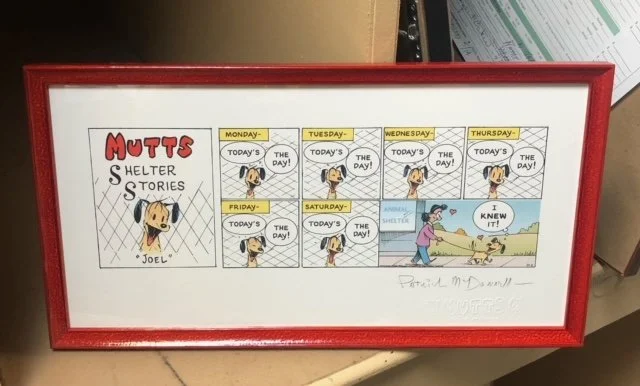 MUTTS
SHELTER
STORIES
"JOEL"
MONDAY-
TODAY'S
THE
DAY!
TUESDAY-
TODAY'S
THE
DAY!
WEDNESDAY-
TODAY'S
THE
DAY!
THURSDAY-
TODAY'S
THE
DAY!
FRIDAY-
TODAY'S
THE
DAY!
SATURDAY-
TODAY'S
THE
DAY!
ANIMAL
SHELTER
I
KNEW
IT!
Patrick McDonnell
MUTTS